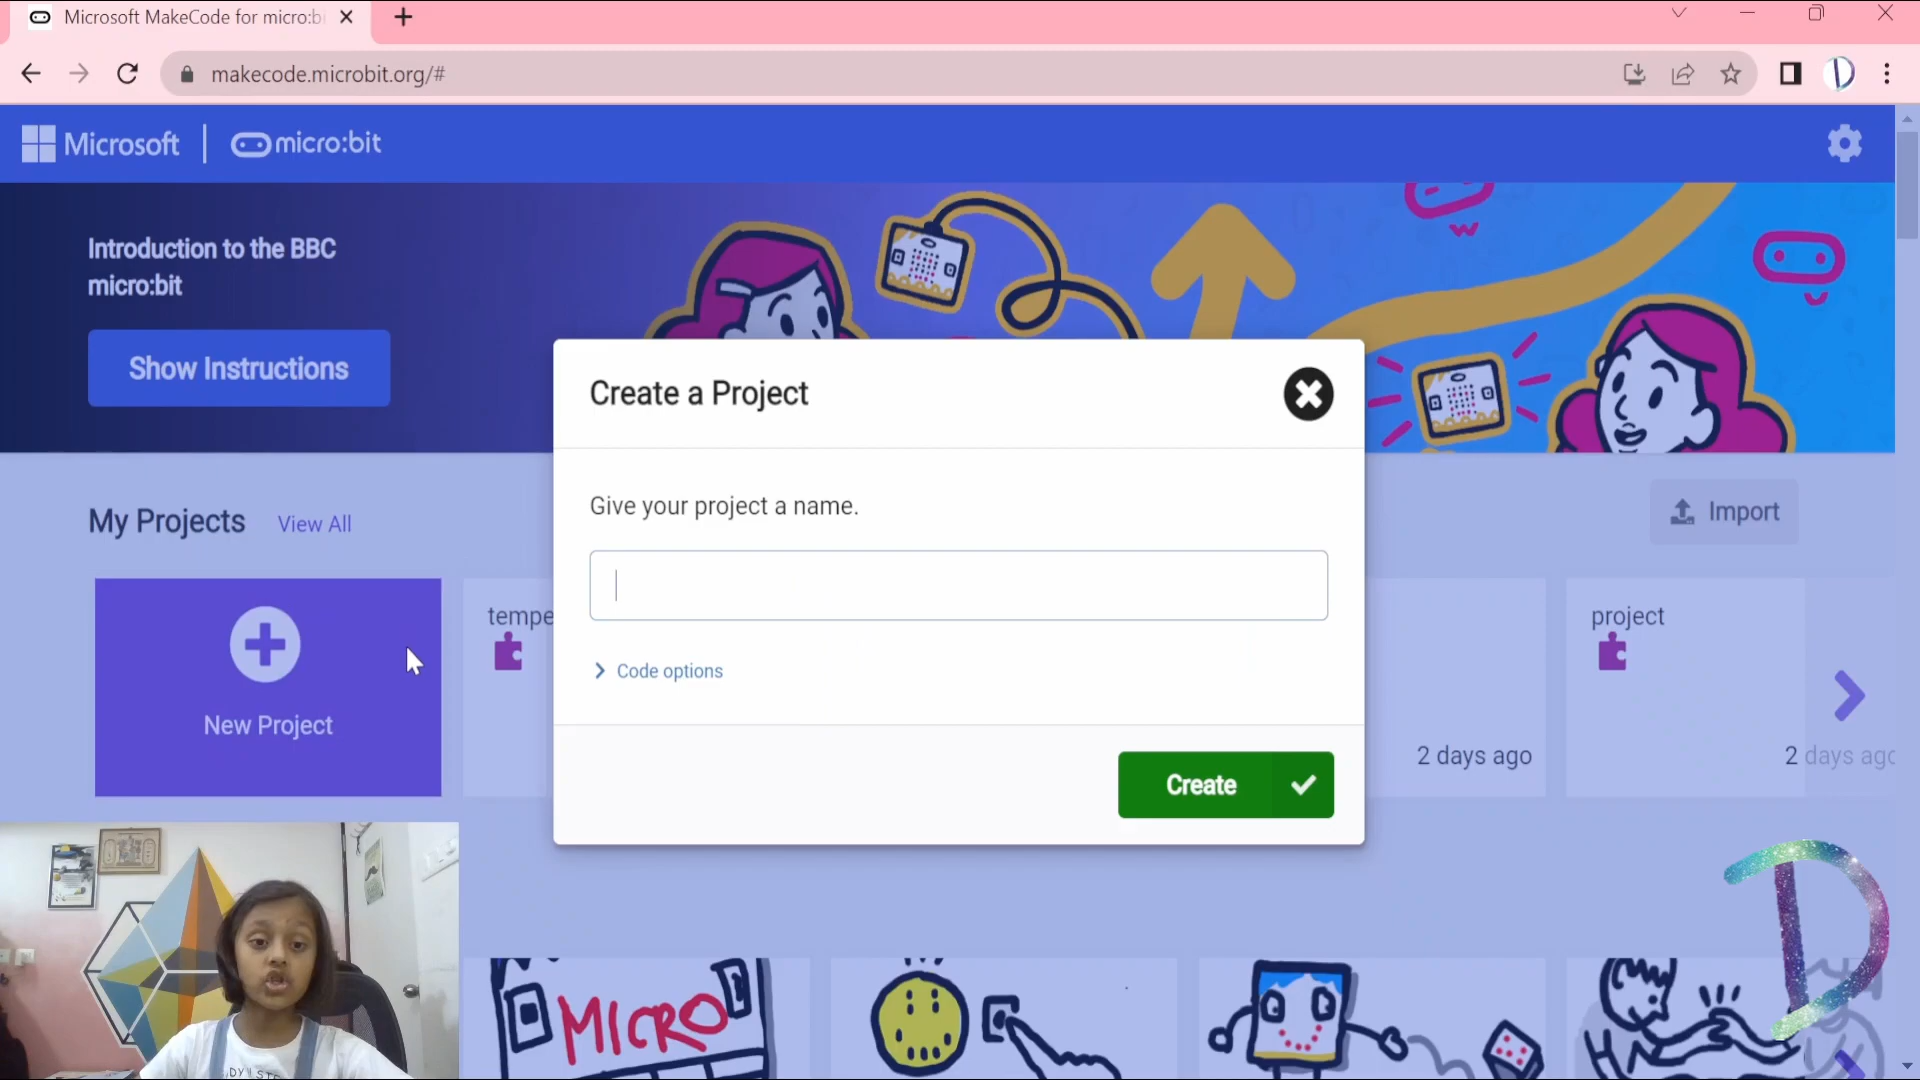 Microsoft MakeCode for micro:bi
makecode.microbit.org/#
Microsoft | micro:bit
Introduction to the BBC
micro:bit
Show Instructions
Create a Project
Give your project a name.
Code options
Create
My Projects View All
Import
New Project
tempe
2 days ago
project
2 days ago
MICRO
D